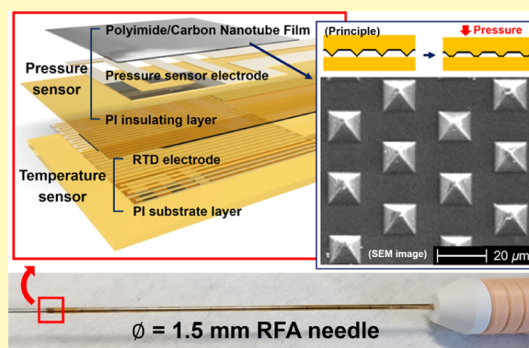 Polyimide/Carbon Nanotube Film
Pressure
sensor
Pressure sensor electrode
PI insulating layer
Temperature
sensor
RTD electrode
PI substrate layer
(Principle)
Pressure
(SEM image)
20 μm
Ø = 1.5 mm RFA needle